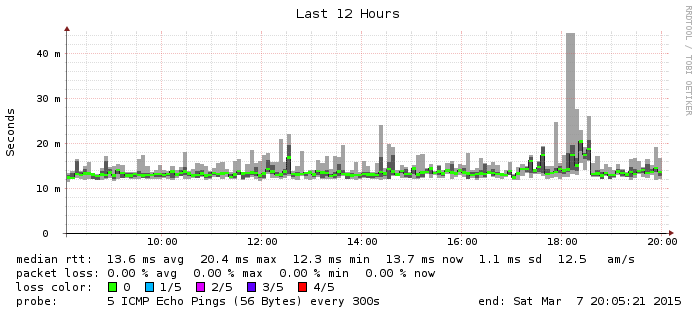 Last 12 Hours
RRDTOOL / TOBI OETIKER
Seconds
40 m
30 m
20 m
10 m
0
10:00 12:00 14:00 16:00 18:00 20:00
median rtt: 13.6 ms avg 20.4 ms max 12.3 ms min 13.7 ms now 1.1 ms sd 12.5 am/s
packet loss: 0.00 % avg 0.00 % max 0.00 % min 0.00 % now
loss color: 0 1/5 2/5 3/5 4/5
probe: 5 ICMP Echo Pings (56 Bytes) every 300s end: Sat Mar 7 20:05:21 2015